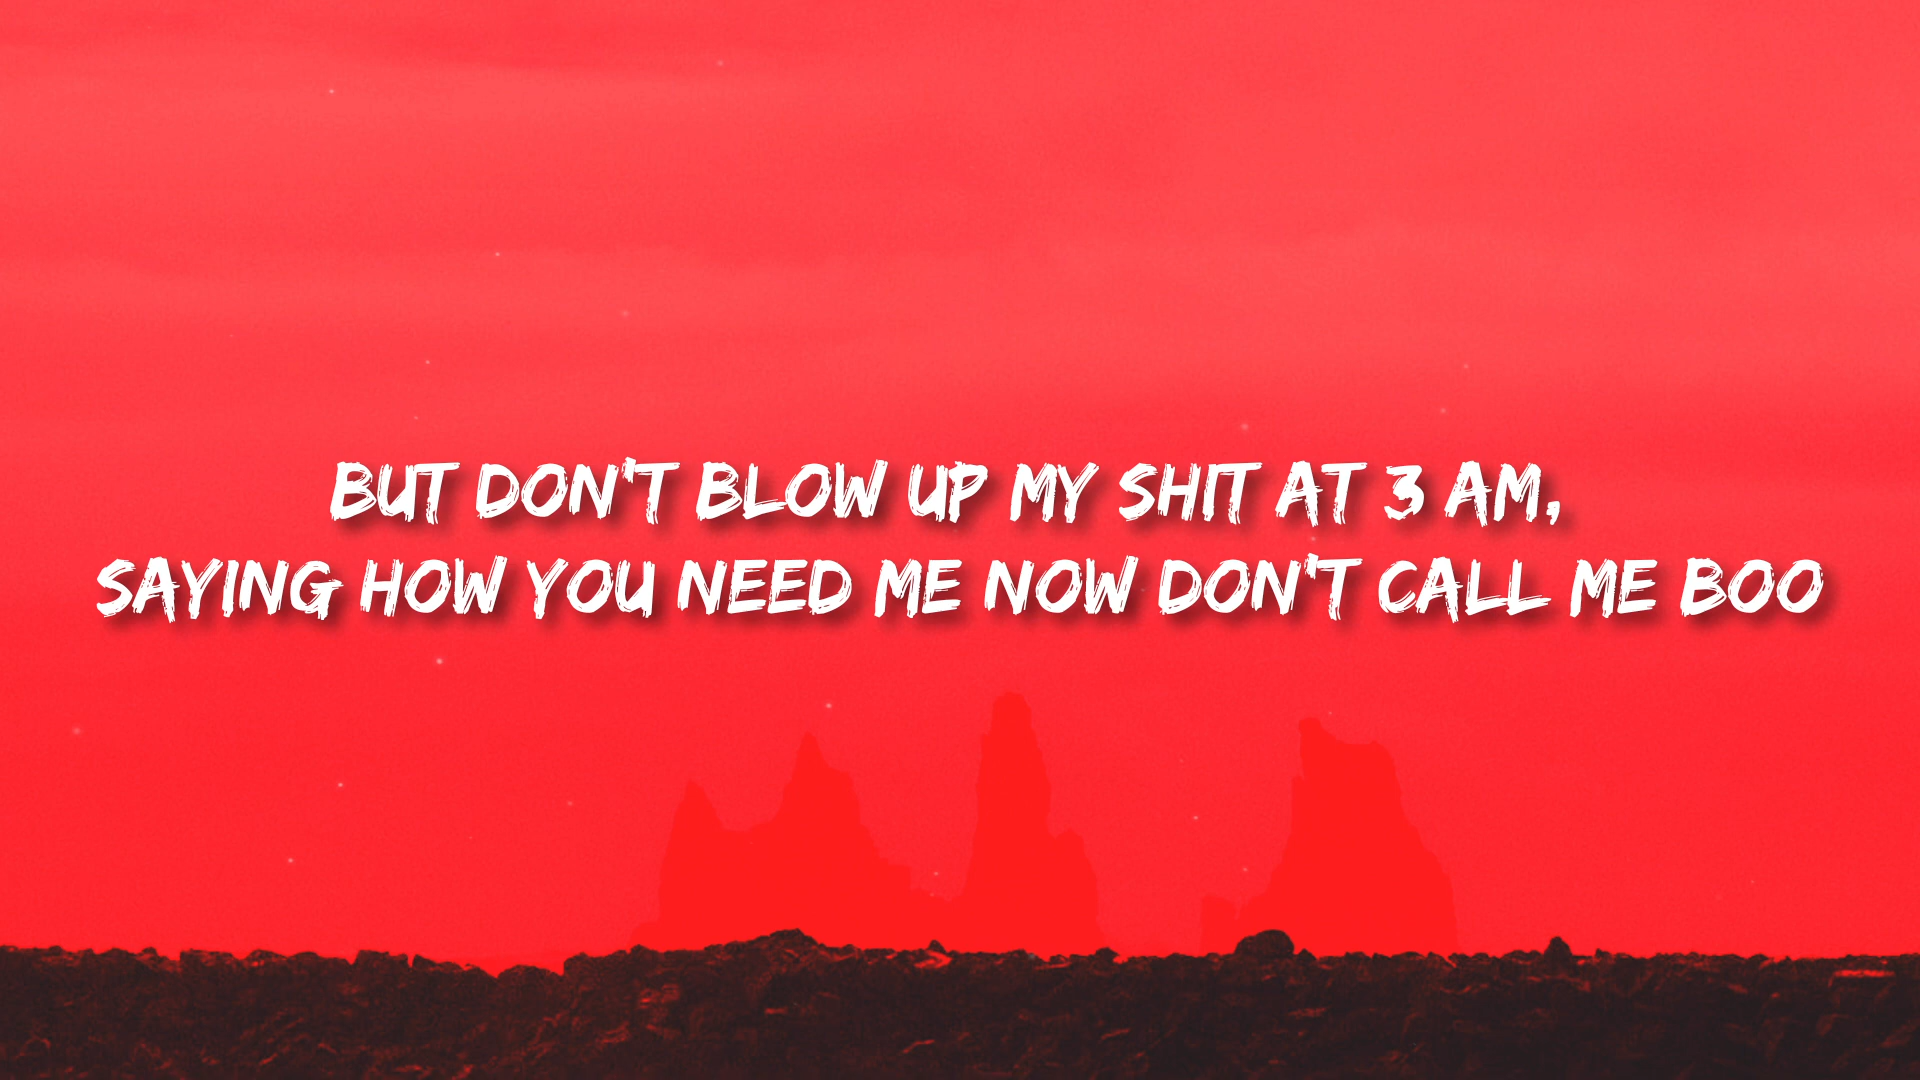 BUT DON'T BLOW UP MY SHIT AT 3 AM,
SAYING HOW YOU NEED ME NOW DON'T CALL ME BOO